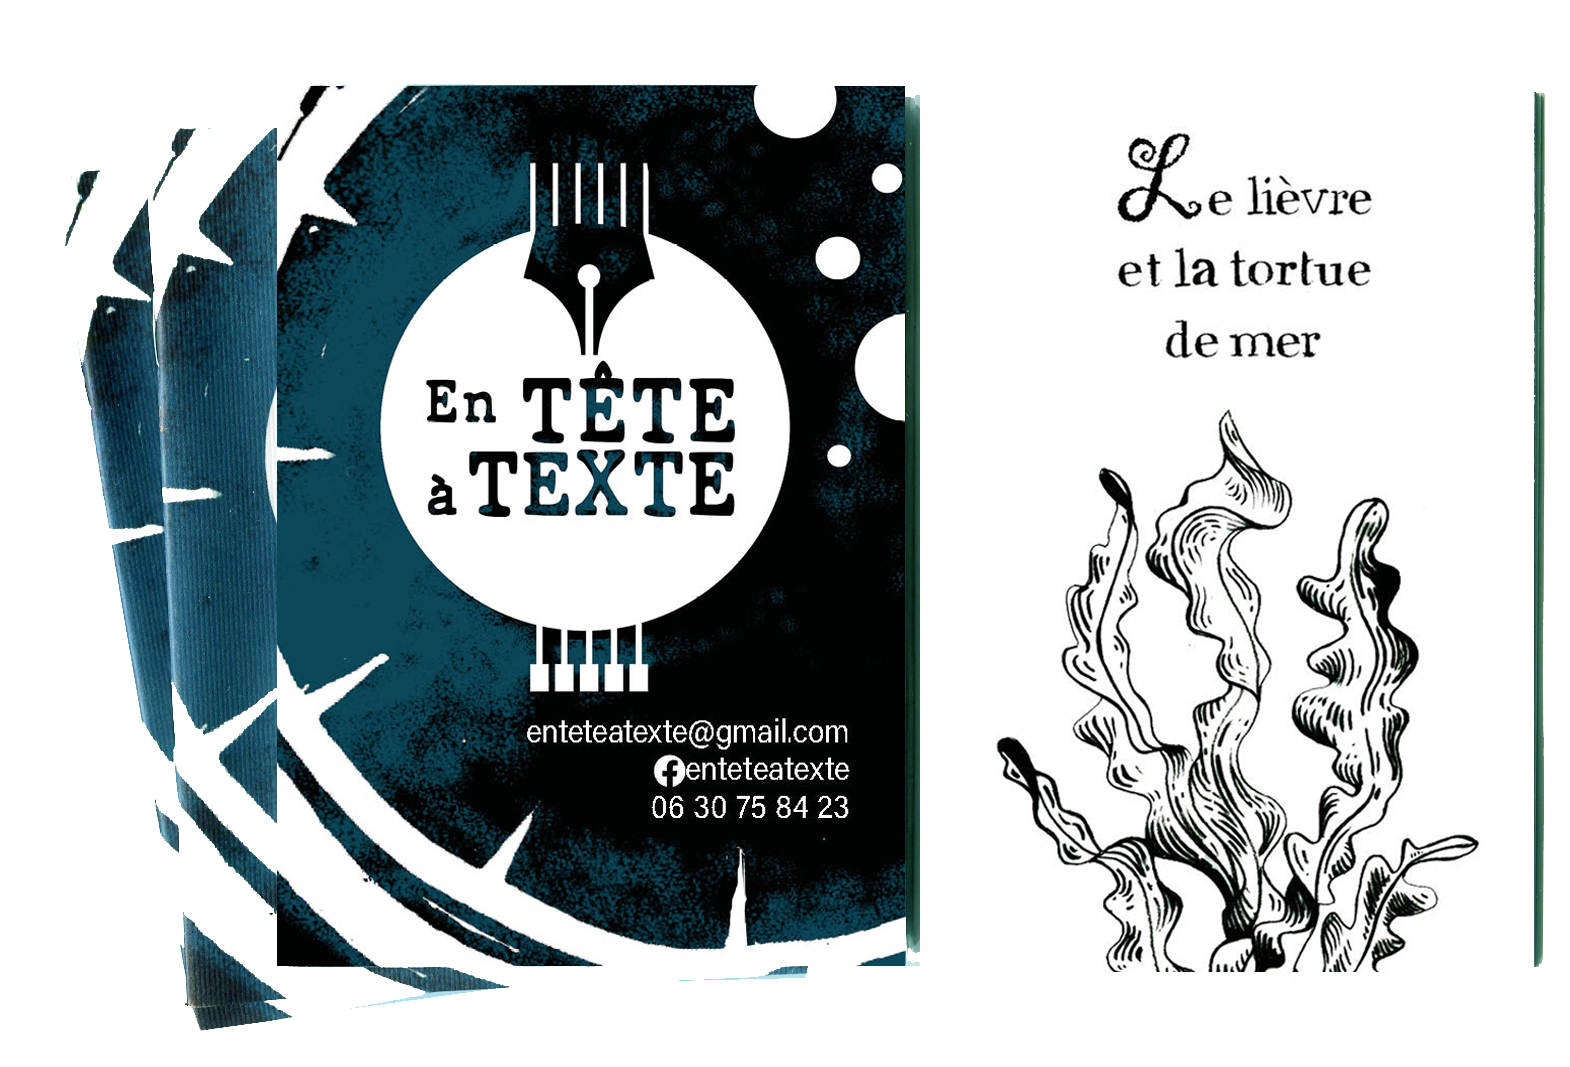 En TÊTE
à TEXTE
enteteatexte@gmail.com
enteteatexte
06 30 75 84 23
Le lièvre
et la tortue
de mer